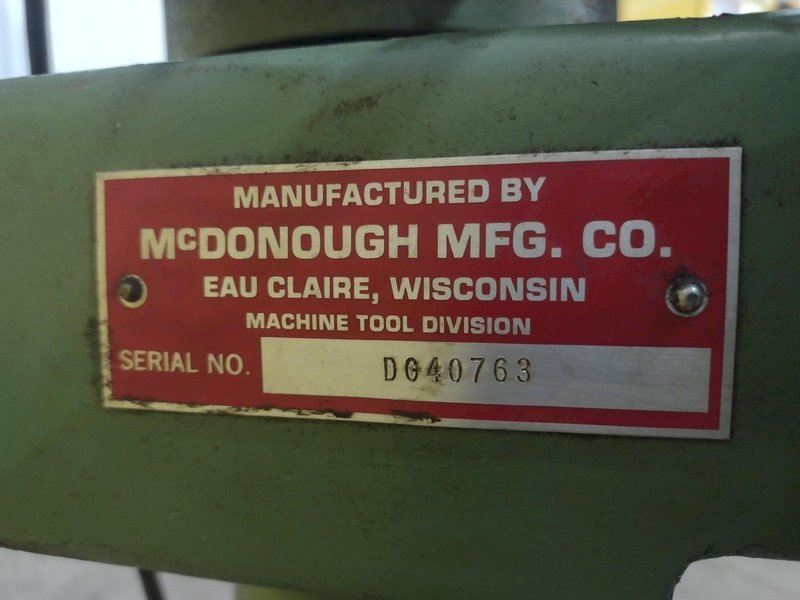 MANUFACTURED BY
McDONOUGH MFG. CO.
EAU CLAIRE, WISCONSIN
MACHINE TOOL DIVISION
SERIAL NO. DG40763